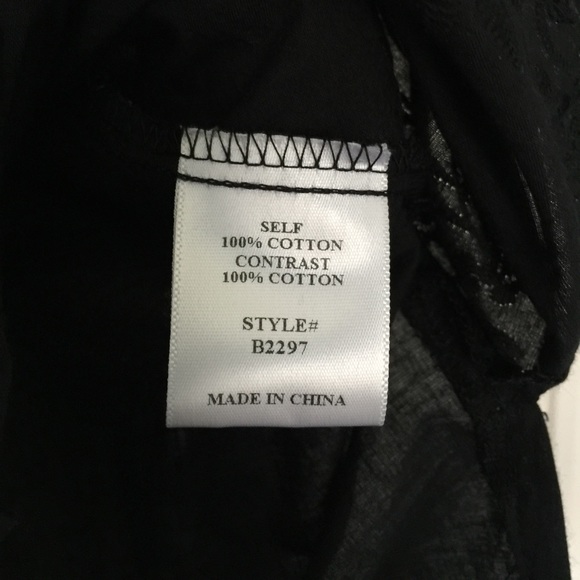 SELF
100% COTTON
CONTRAST
100% COTTON
STYLE#
B2297
MADE IN CHINA